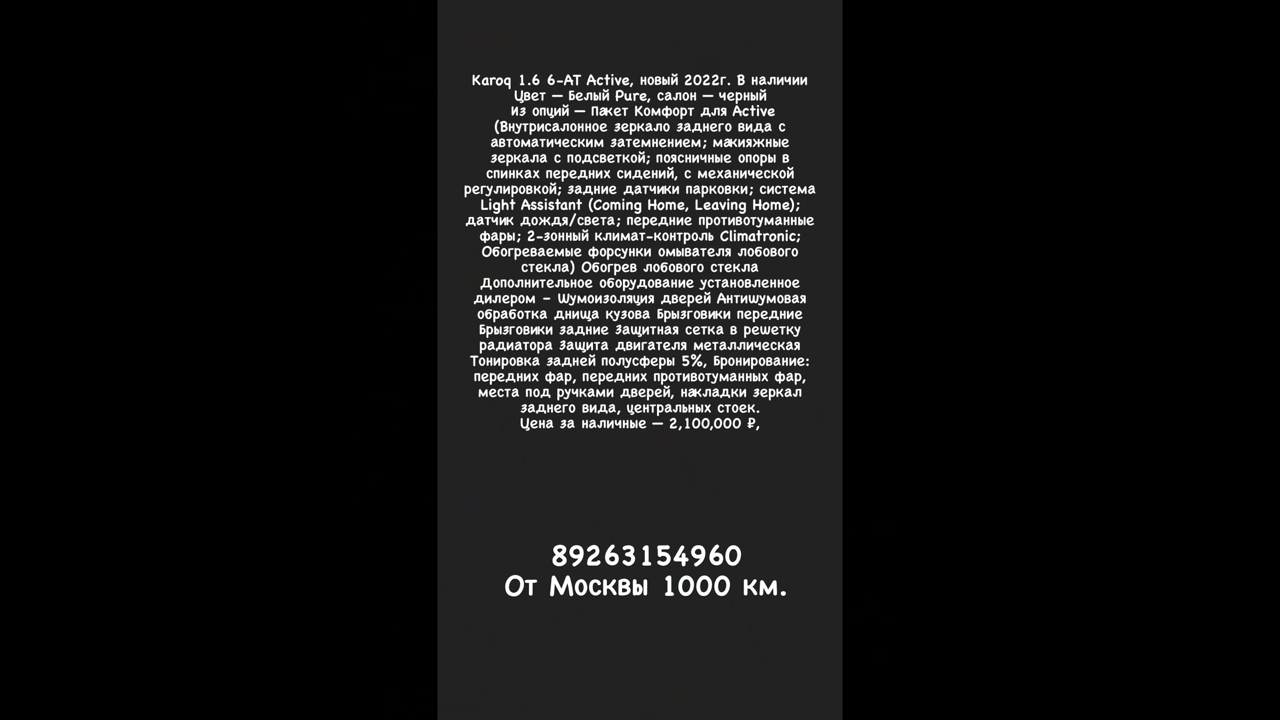 Karoq 1.6 6-AT Active, новый 2022г. В наличии
Цвет — Белый Pure, салон — черный
Из опций — Пакет Комфорт для Active
(Внутрисалонное зеркало заднего вида с
автоматическим затемнением; макияжные
зеркала с подсветкой; поясничные опоры в
спинках передних сидений, с механической
регулировкой; задние датчики парковки; система
Light Assistant (Coming Home, Leaving Home);
датчик дождя/света; передние противотуманные
фары; 2-зонный климат-контроль Climatronic;
Обогреваемые форсунки омывателя лобового
стекла) Обогрев лобового стекла
Дополнительное оборудование установленное
дилером - Шумоизоляция дверей Антишумовая
обработка днища кузова Брызговики передние
Брызговики задние Защитная сетка в решетку
радиатора Защита двигателя металлическая
Тонировка задней полусферы 5%, Бронирование:
передних фар, передних противотуманных фар,
места под ручками дверей, накладки зеркал
заднего вида, центральных стоек.
Цена за наличные — 2,100,000 ₽,
89263154960
От Москвы 1000 км.